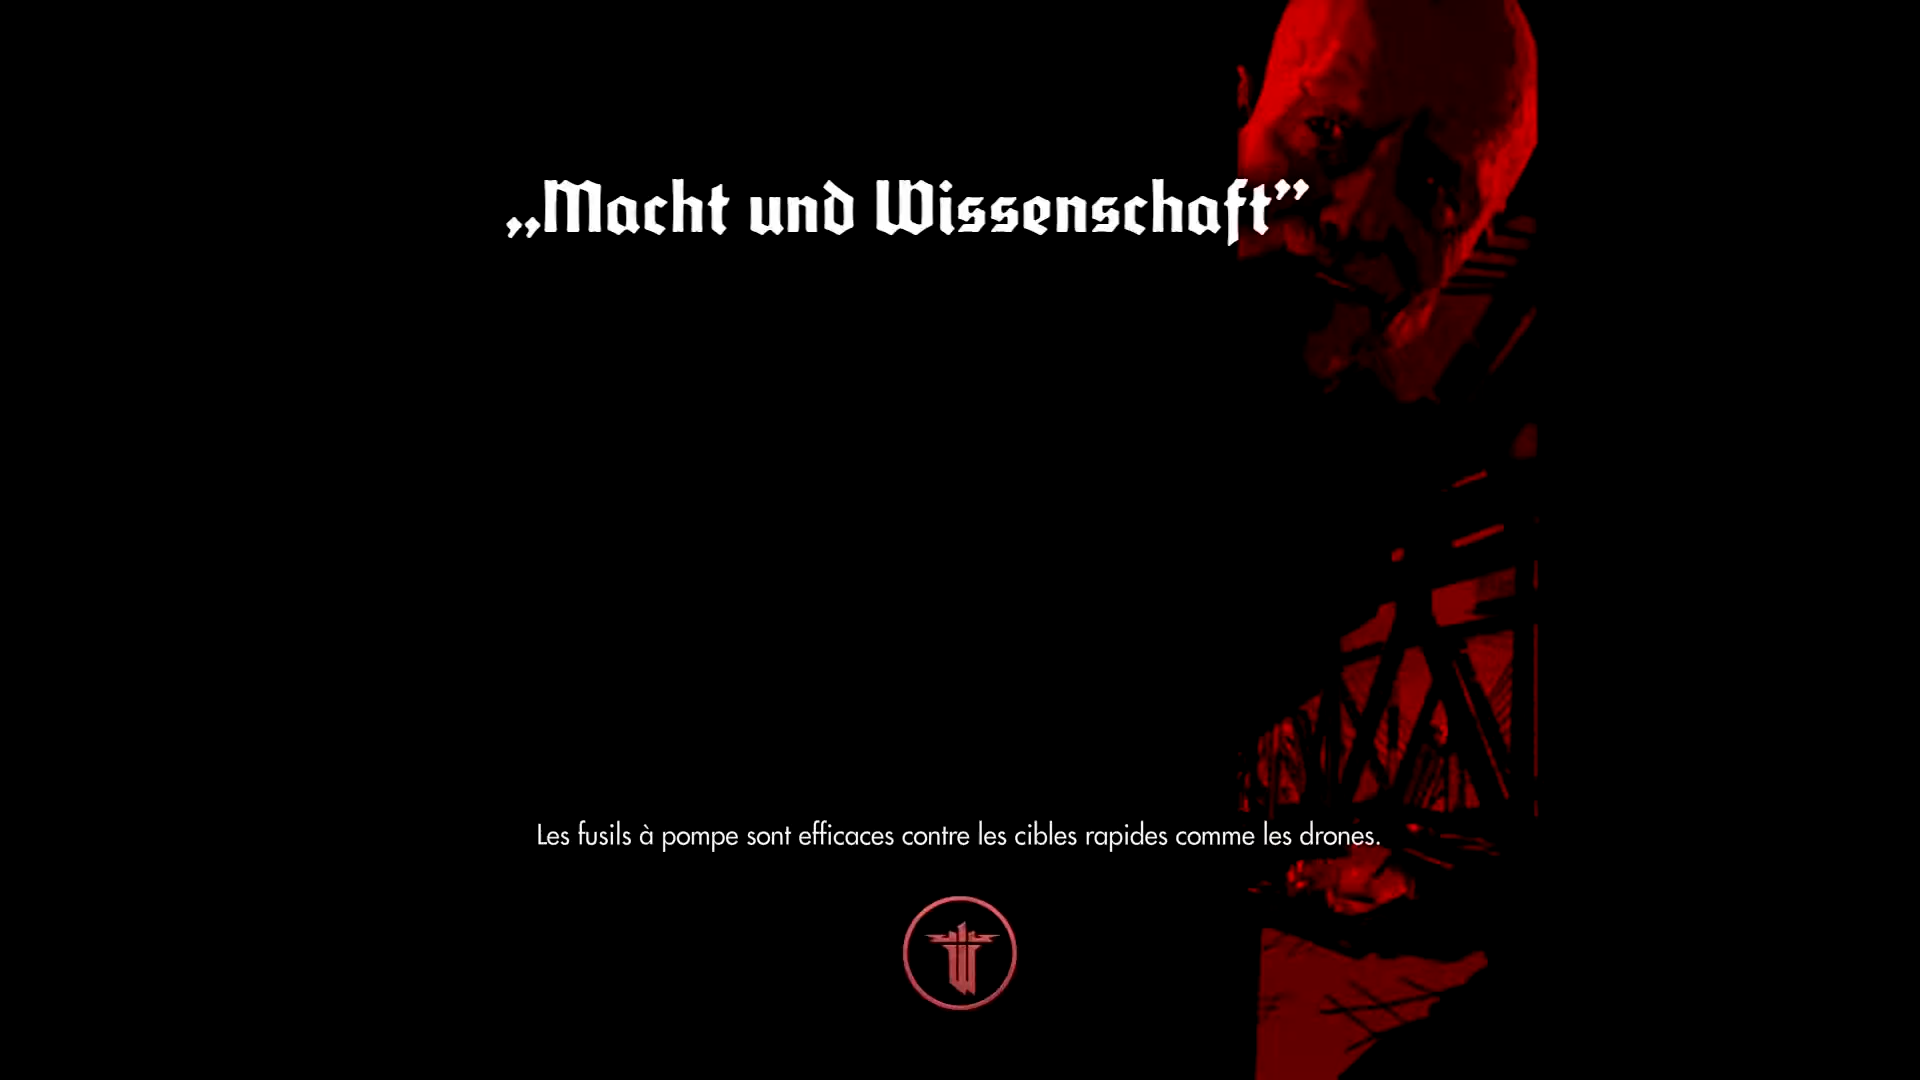 „Macht und Wissenschaft”
Les fusils à pompe sont efficaces contre les cibles rapides comme les drones.